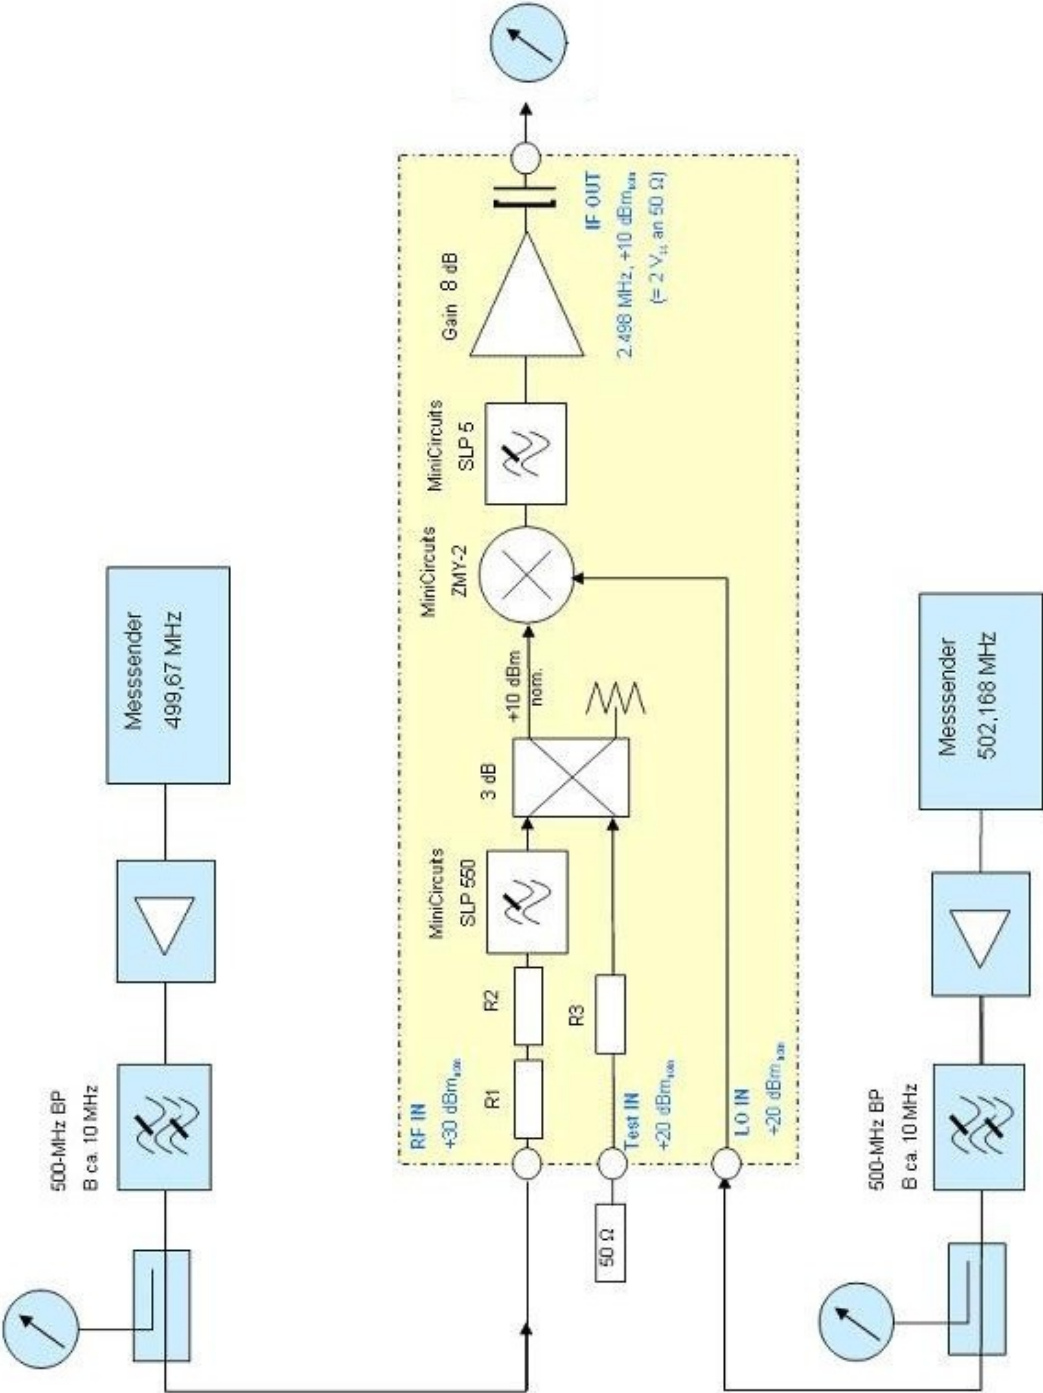 Messsender
499,67 MHz
500-MHz BP
B ca. 10 MHz
RF IN
+30 dBm
R1
R2
MiniCircuits
SLP 550
3 dB
+10 dBm
nom.
MiniCircuits
ZMY-2
MiniCircuits
SLP 5
Gain 8 dB
IF OUT
2.498 MHz, +10 dBm
(= 2 V an 50 Ω)
50 Ω
Test IN
+20 dBm
R3
LO IN
+20 dBm
Messsender
502,168 MHz
500-MHz BP
B ca. 10 MHz